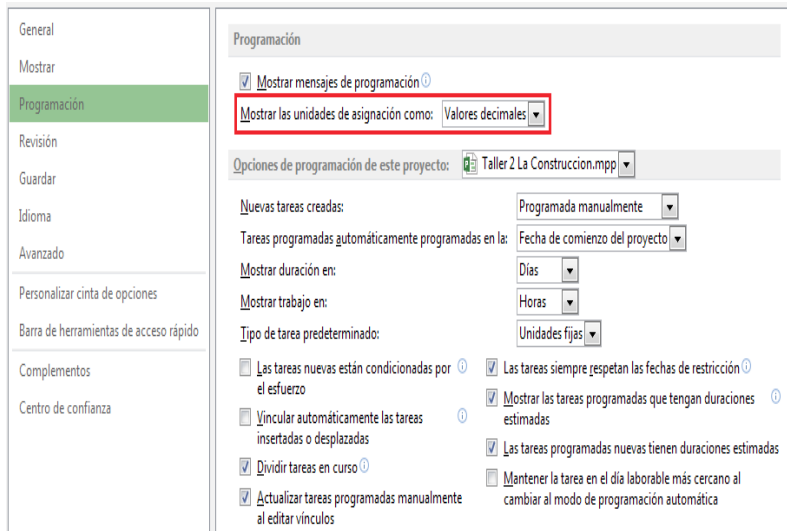 General
Mostrar
Programación
Revisión
Guardar
Idioma
Avanzado
Personalizar cinta de opciones
Barra de herramientas de acceso rápido
Complementos
Centro de confianza
Programación
Mostrar mensajes de programación
Mostrar las unidades de asignación como: Valores decimales
Opciones de programación de este proyecto: Taller 2 La Construccion.mpp
Nuevas tareas creadas: Programada manualmente
Tareas programadas automáticamente programadas en la: Fecha de comienzo del proyecto
Mostrar duración en: Días
Mostrar trabajo en: Horas
Tipo de tarea predeterminado: Unidades fijas
Las tareas nuevas están condicionadas por
el esfuerzo
Vincular automáticamente las tareas
insertadas o desplazadas
Dividir tareas en curso
Actualizar tareas programadas manualmente
al editar vínculos
Las tareas siempre respetan las fechas de restricción
Mostrar las tareas programadas que tengan duraciones
estimadas
Las tareas programadas nuevas tienen duraciones estimadas
Mantener la tarea en el día laborable más cercano al
cambiar al modo de programación automática